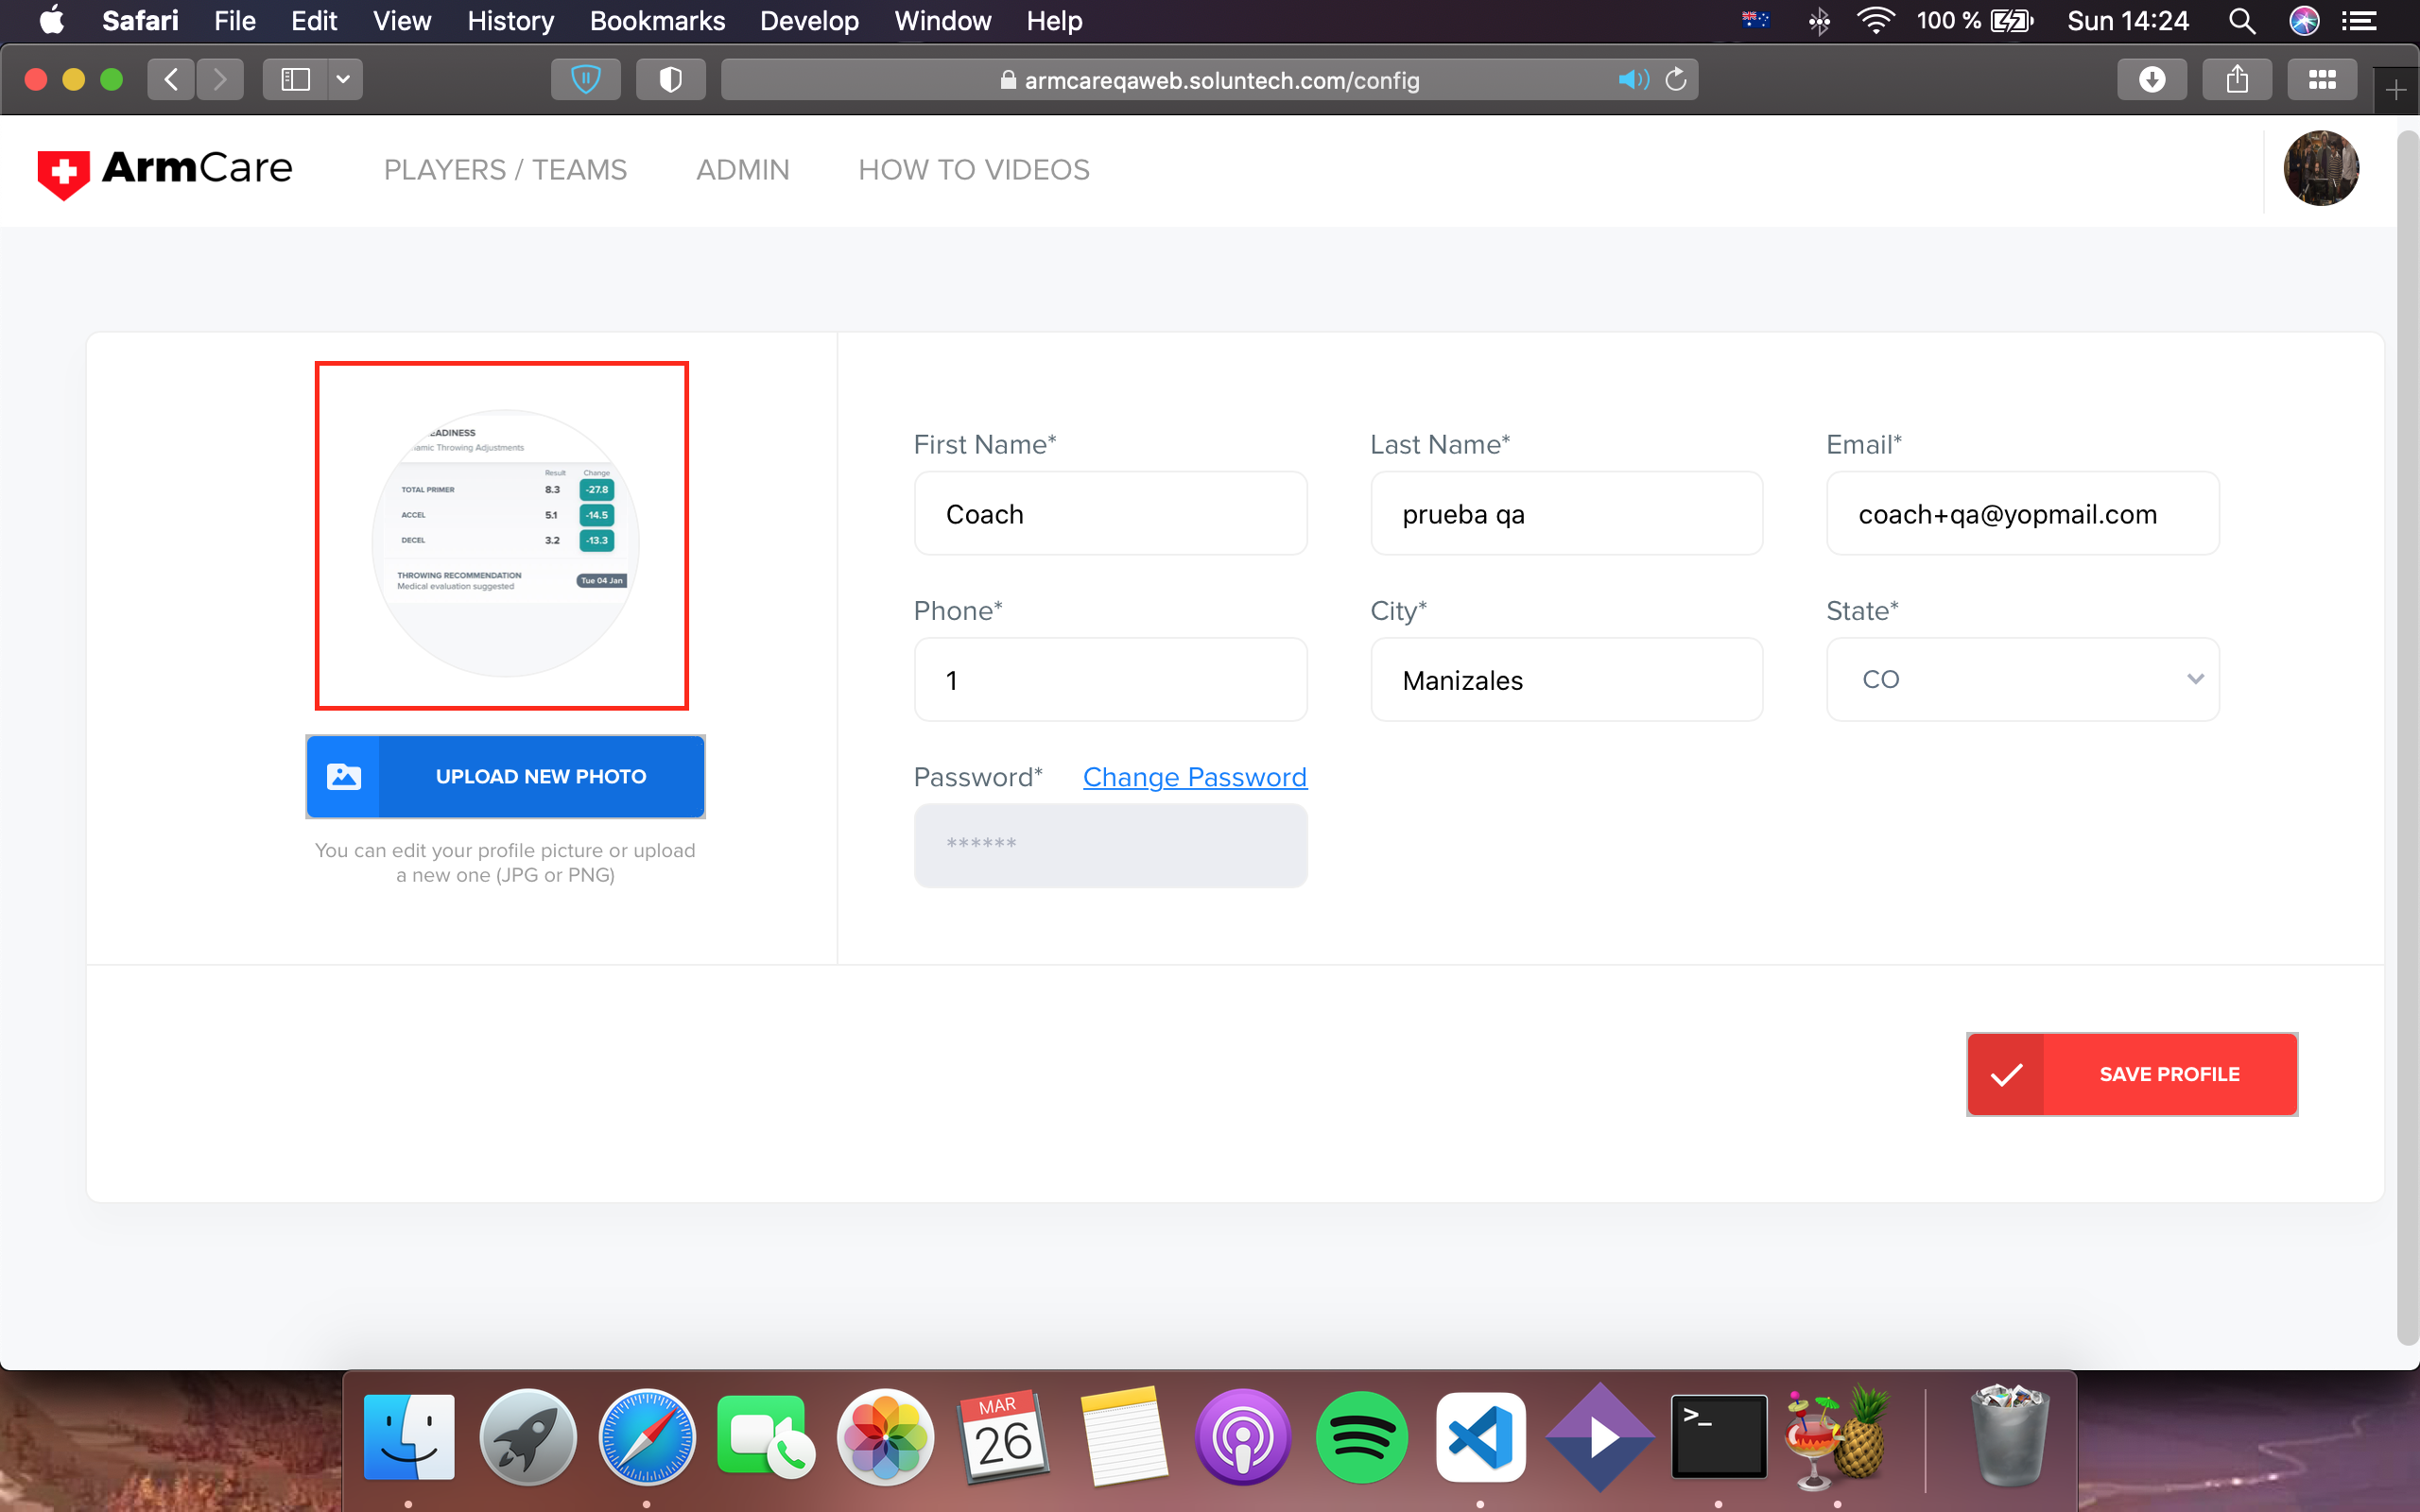 Safari File Edit View History Bookmarks Develop Window Help 100 % Sun 14:24
armcareqaweb.soluntech.com/config
ArmCare PLAYERS / TEAMS ADMIN HOW TO VIDEOS
EADINESS
amic Throwing Adjustments
Result Change
TOTAL PRIMER 8.3 -27.8
ACCEL 5.1 -14.5
DECEL 3.2 -13.3
THROWING RECOMMENDATION
Medical evaluation suggested
Tue 04 Jan
UPLOAD NEW PHOTO
You can edit your profile picture or upload
a new one (JPG or PNG)
First Name* Last Name* Email*
Coach prueba qa coach+qa@yopmail.com
Phone* City* State*
1 Manizales CO
Password* Change Password
******
SAVE PROFILE
MAR
26
>_